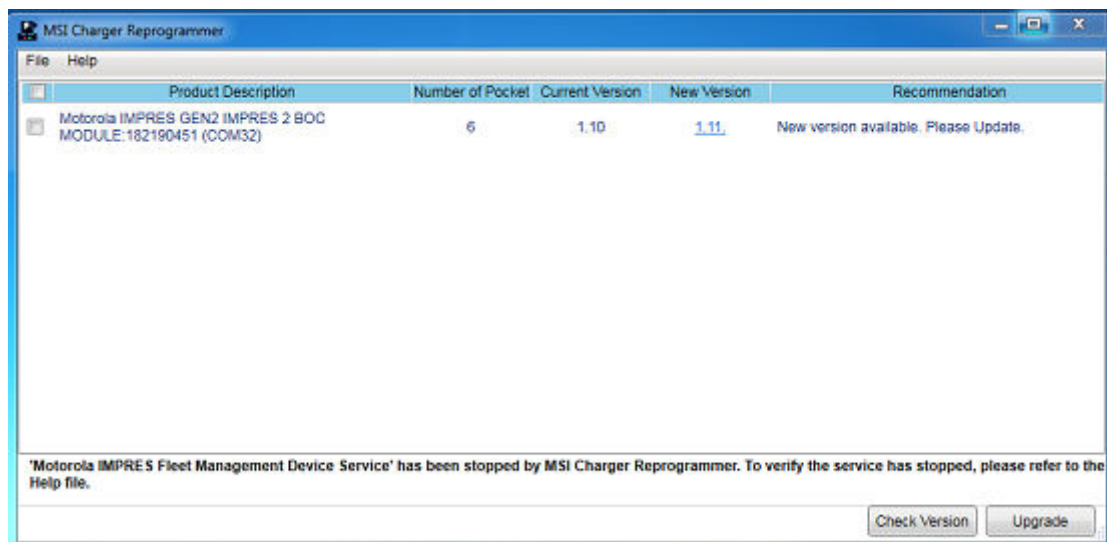 MSI Charger Reprogrammer
File Help
Product Description Number of Pocket Current Version New Version Recommendation
Motorola IMPRES GEN2 IMPRES 2 BOC
MODULE:182190451 (COM32) 6 1.10 1.11. New version available. Please Update.
'Motorola IMPRES Fleet Management Device Service' has been stopped by MSI Charger Reprogrammer. To verify the service has stopped, please refer to the
Help file.
Check Version Upgrade